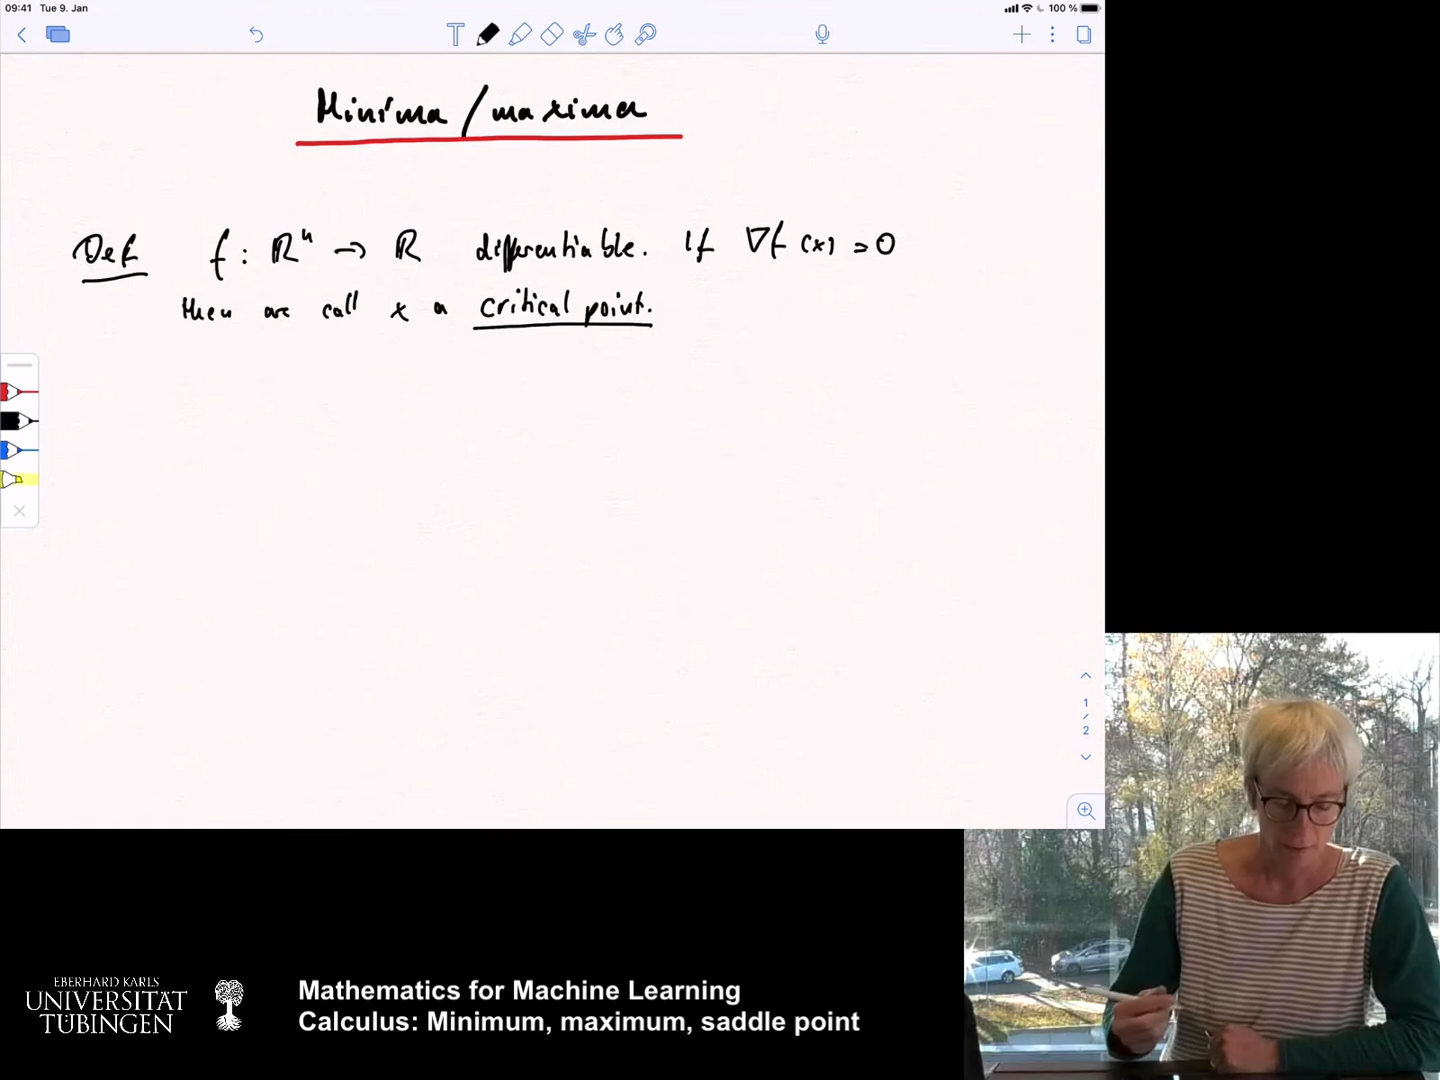 09:41 Tue 9. Jan 100 %
T
Minima / maxima
Def f : ℝⁿ → ℝ differentiable. If ∇f (x) = 0
then we call x a critical point.
1
/
2
EBERHARD KARLS
UNIVERSITÄT
TÜBINGEN
Mathematics for Machine Learning
Calculus: Minimum, maximum, saddle point